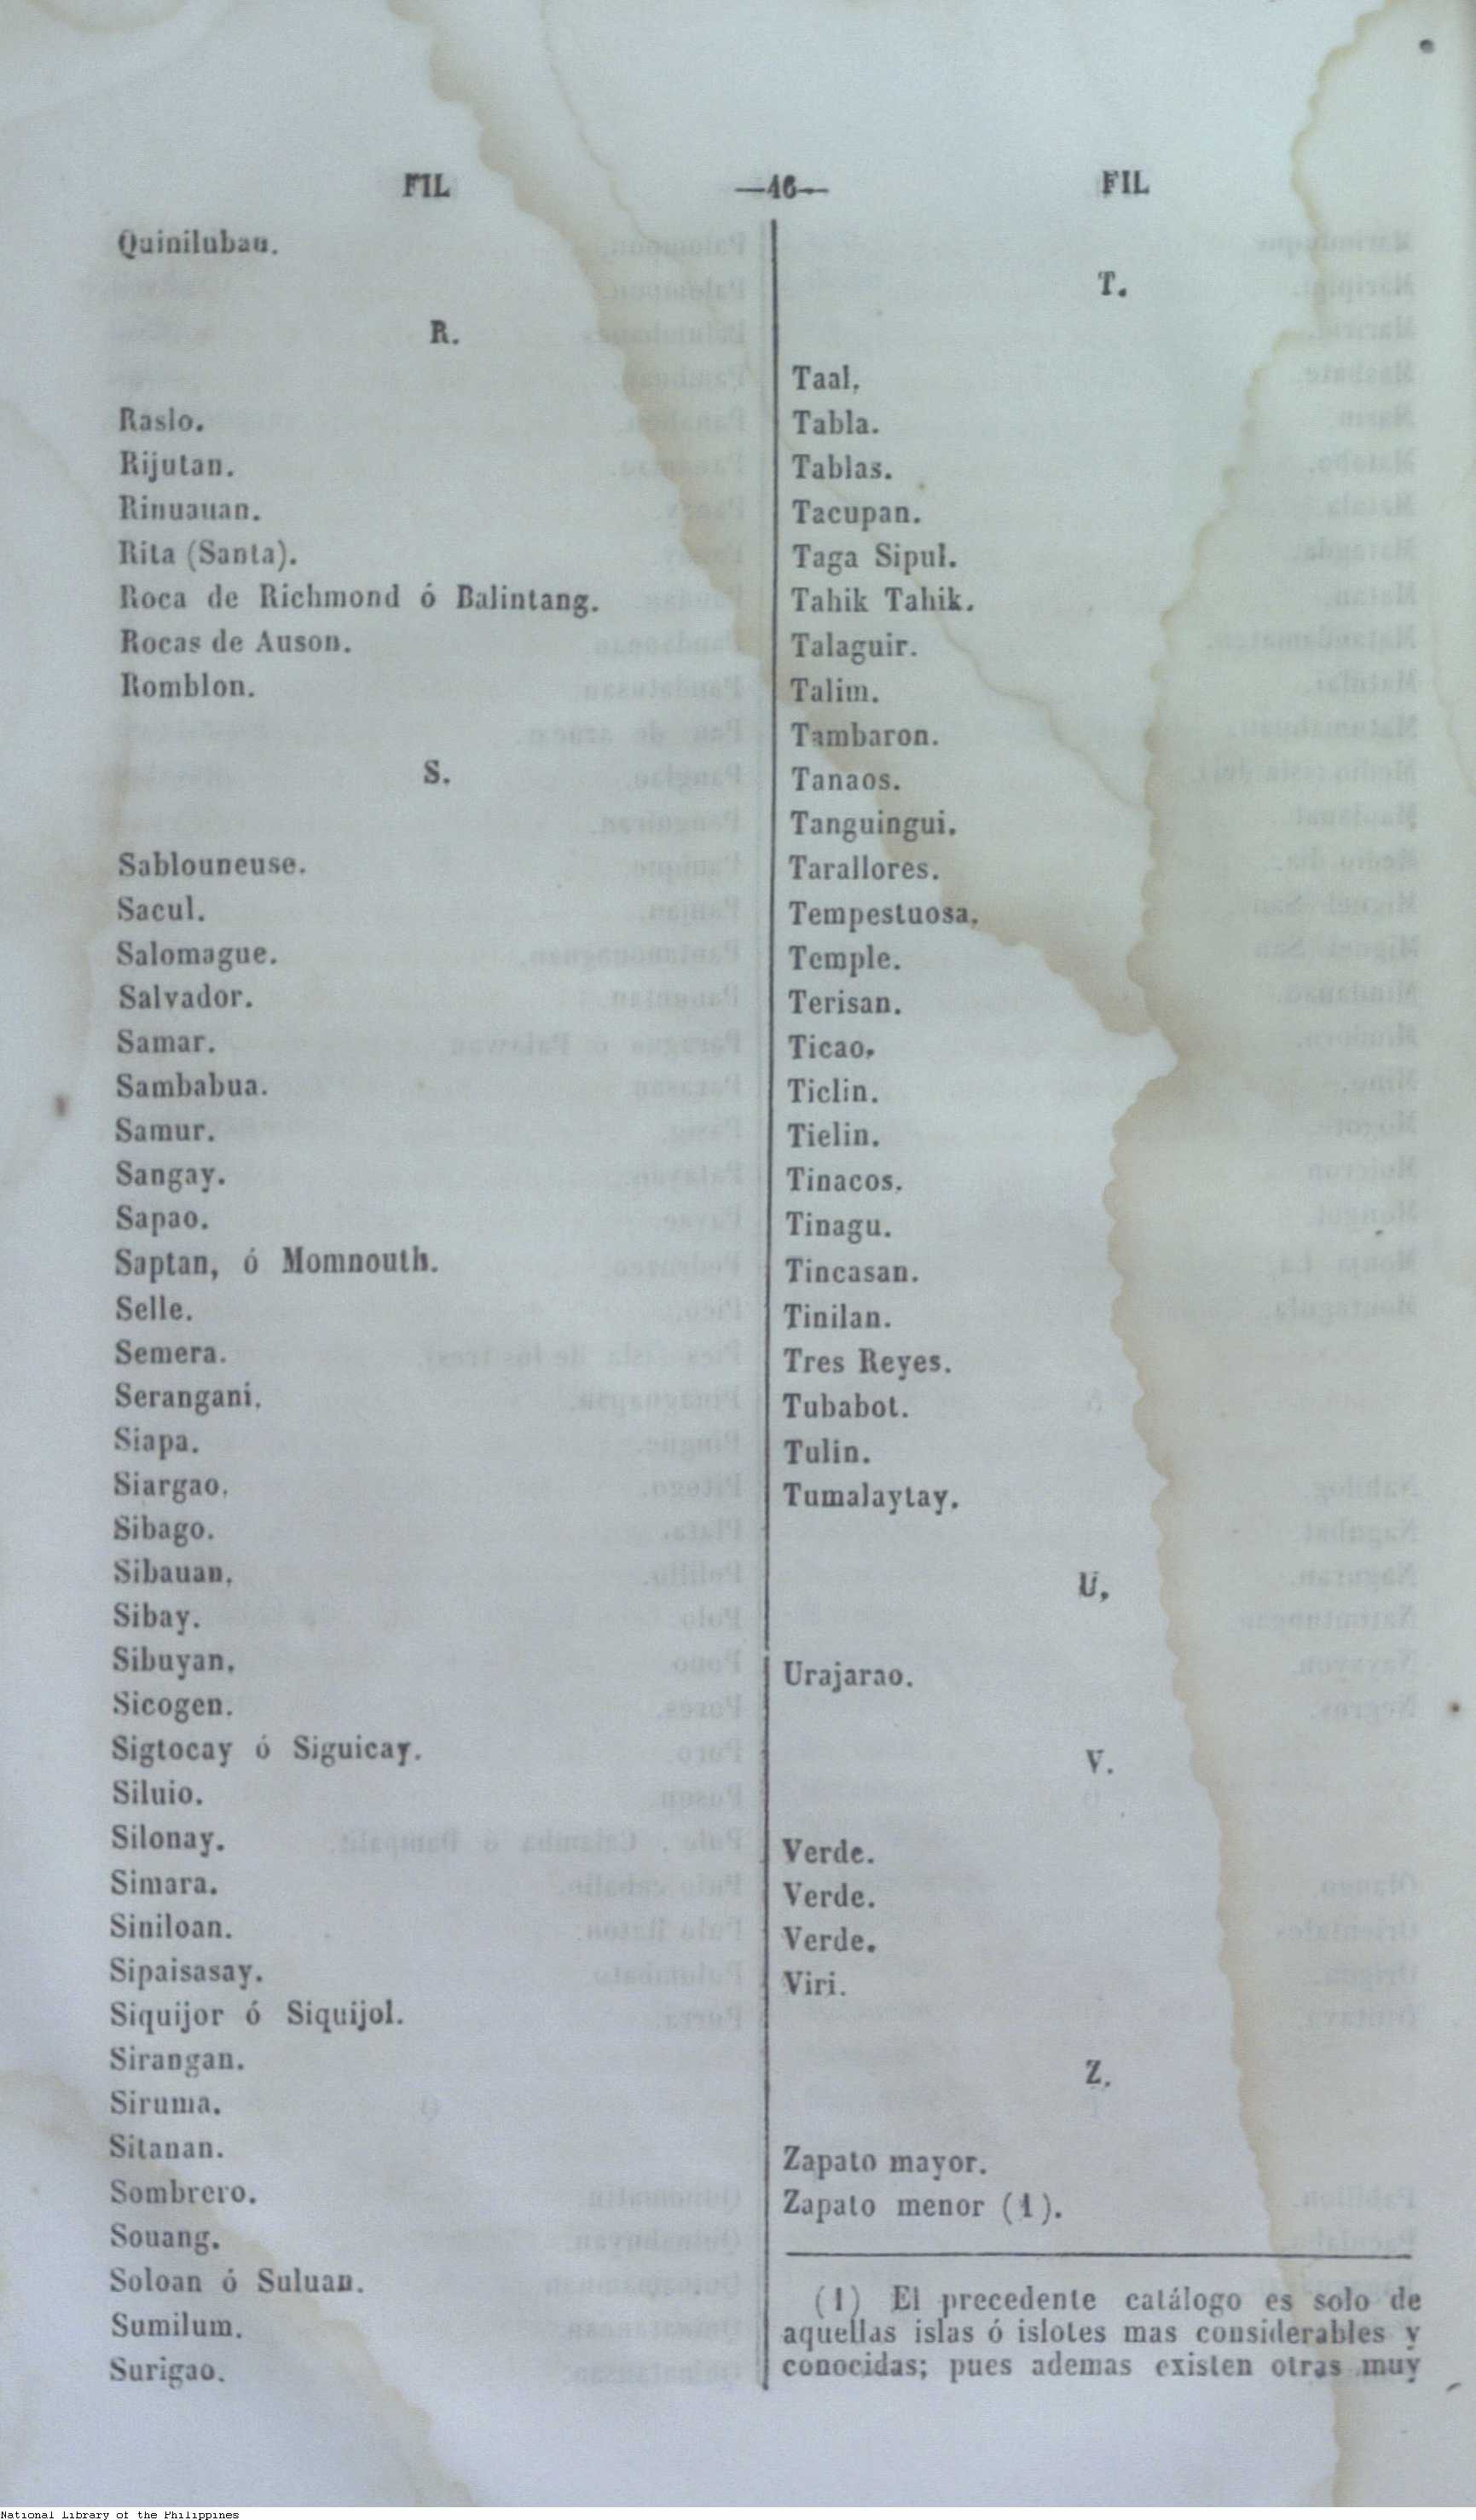 FIL
—46—
FIL
Quinilubau.
R.
Raslo.
Rijutan.
Rinuauan.
Rita (Santa).
Roca de Richmond ó Balintang.
Rocas de Auson.
Romblon.
S.
Sablouneuse.
Sacul.
Salomague.
Salvador.
Samar.
Sambabua.
Samur.
Sangay.
Sapao.
Saptan, ó Momnouth.
Selle.
Semera.
Serangani.
Siapa.
Siargao.
Sibago.
Sibauan.
Sibay.
Sibuyan.
Sicogen.
Sigtocay ó Siguicay.
Siluio.
Silonay.
Simara.
Siniloan.
Sipaisasay.
Siquijor ó Siquijol.
Sirangan.
Siruma.
Sitanan.
Sombrero.
Souang.
Soloan ó Suluan.
Sumilum.
Surigao.
T.
Taal.
Tabla.
Tablas.
Tacupan.
Taga Sipul.
Tahik Tahik.
Talaguir.
Talim.
Tambaron.
Tanaos.
Tanguingui.
Tarallores.
Tempestuosa.
Temple.
Terisan.
Ticao.
Ticlin.
Tielin.
Tinacos.
Tinagu.
Tincasan.
Tinilan.
Tres Reyes.
Tubabot.
Tulin.
Tumalaytay.
U.
Urajarao.
V.
Verde.
Verde.
Verde.
Viri.
Z.
Zapato mayor.
Zapato menor (1).
(1) El precedente catálogo es solo de
aquellas islas ó islotes mas considerables y
conocidas; pues ademas existen otras muy
National Library of the Philippines